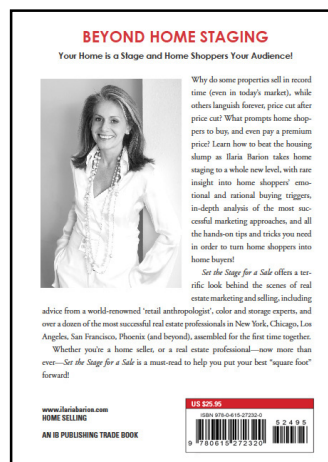 BEYOND HOME STAGING
Your Home is a Stage and Home Shoppers Your Audience!
Why do some properties sell in record
time (even in today's market), while
others languish forever, price cut after
price cut? What prompts home shop-
pers to buy, and even pay a premium
price? Learn how to beat the housing
slump as Ilaria Barion takes home
staging to a whole new level, with rare
insight into home shoppers' emo-
tional and rational buying triggers,
in-depth analysis of the most suc-
cessful marketing approaches, and all
the hands-on tips and tricks you need
in order to turn home shoppers into
home buyers!
Set the Stage for a Sale offers a ter-
rific look behind the scenes of real
estate marketing and selling, including
advice from a world-renowned 'retail anthropologist', color and storage experts, and
over a dozen of the most successful real estate professionals in New York, Chicago, Los
Angeles, San Francisco, Phoenix (and beyond), assembled for the first time together.
Whether you're a home seller, or a real estate professional—now more than
ever—Set the Stage for a Sale is a must-read to help you put your best "square foot"
forward!
www.ilariabarion.com
HOME SELLING
AN IB PUBLISHING TRADE BOOK
US $25.95
ISBN 978-0-615-27232-0
52495
9 780615 272320